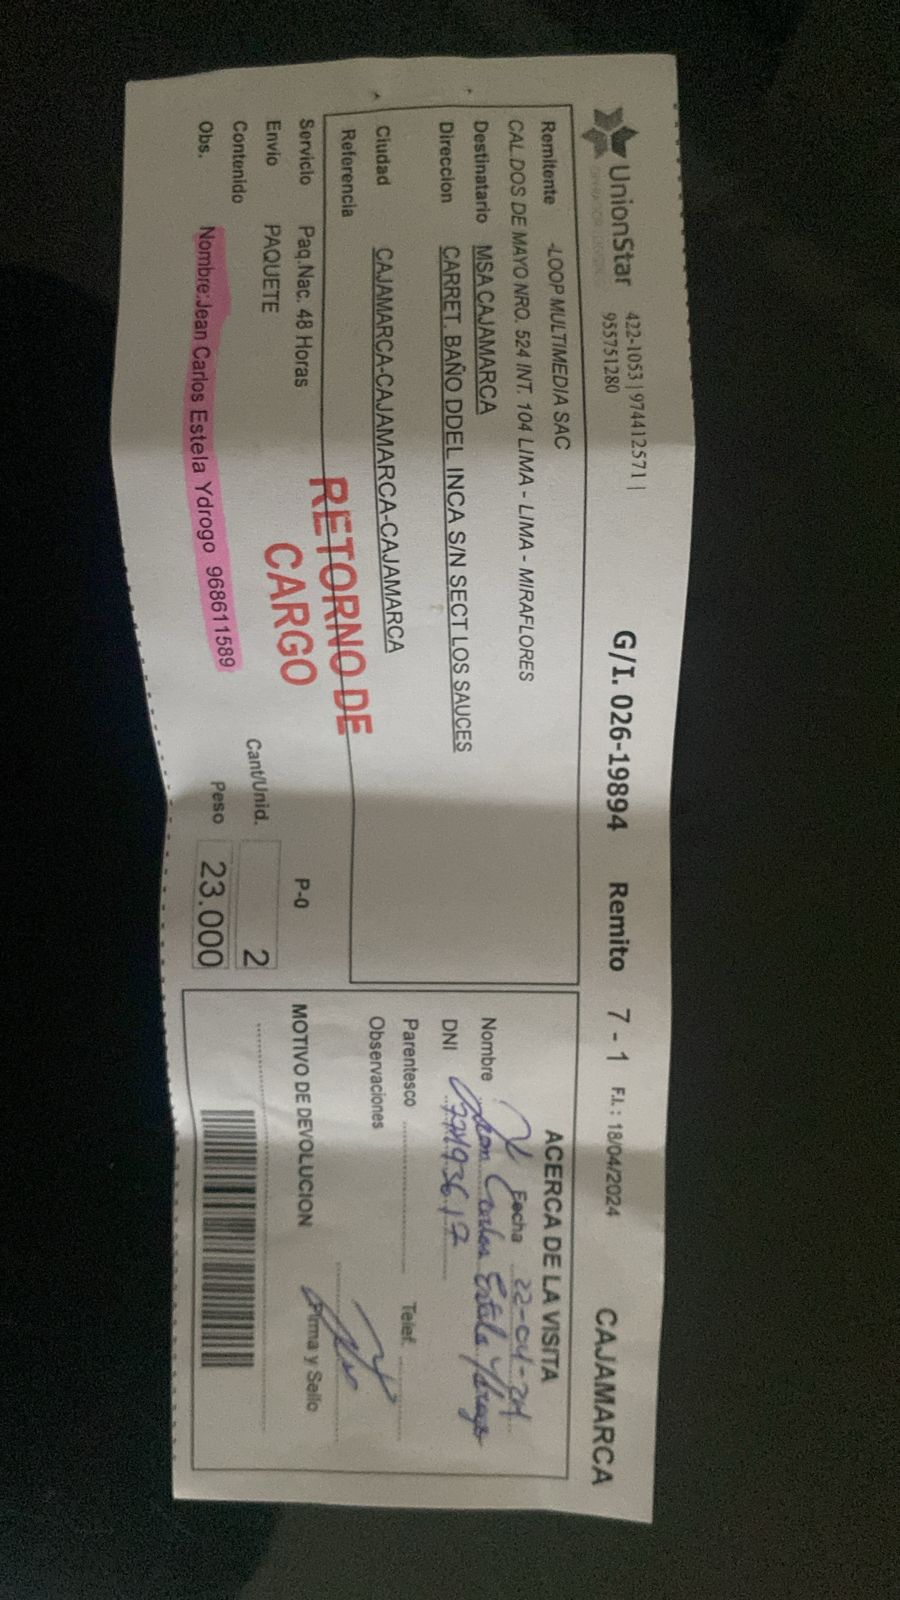 UnionStar
422-1053 | 974412571 |
955751280
G/I. 026-19894 Remito 7 - 1 F.I.: 18/04/2024 CAJAMARCA
Remitente -LOOP MULTIMEDIA SAC
CAL DOS DE MAYO NRO. 524 INT. 104 LIMA - LIMA - MIRAFLORES
Destinatario MSA CAJAMARCA
Direccion CARRET. BAÑO DDEL INCA S/N SECT LOS SAUCES
Ciudad CAJAMARCA-CAJAMARCA-CAJAMARCA
Referencia
Servicio Paq.Nac. 48 Horas
P-0
Envio PAQUETE
Contenido
Cant/Unid. 2
Obs. Nombre:Jean Carlos Estela Ydrogo 968611589
Peso 23.000
RETORNO DE
CARGO
ACERCA DE LA VISITA
Fecha 22-04-24
Nombre Jean Carlos Estela Ydrogo
DNI
Parentesco Telef.
Observaciones
Firma y Sello
MOTIVO DE DEVOLUCION